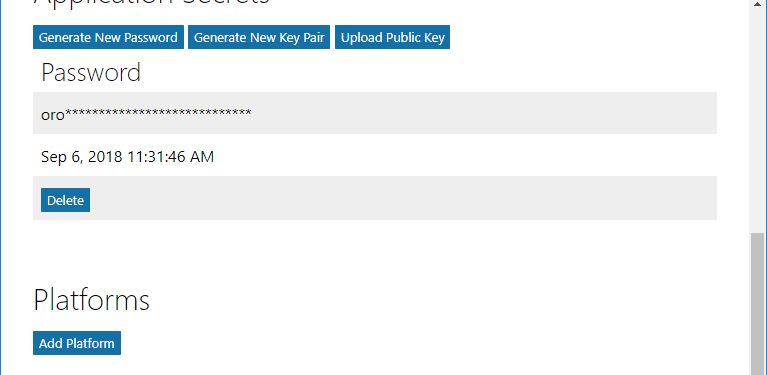 Application Secrets
Generate New Password Generate New Key Pair Upload Public Key
Password
oro****************************
Sep 6, 2018 11:31:46 AM
Delete
Platforms
Add Platform